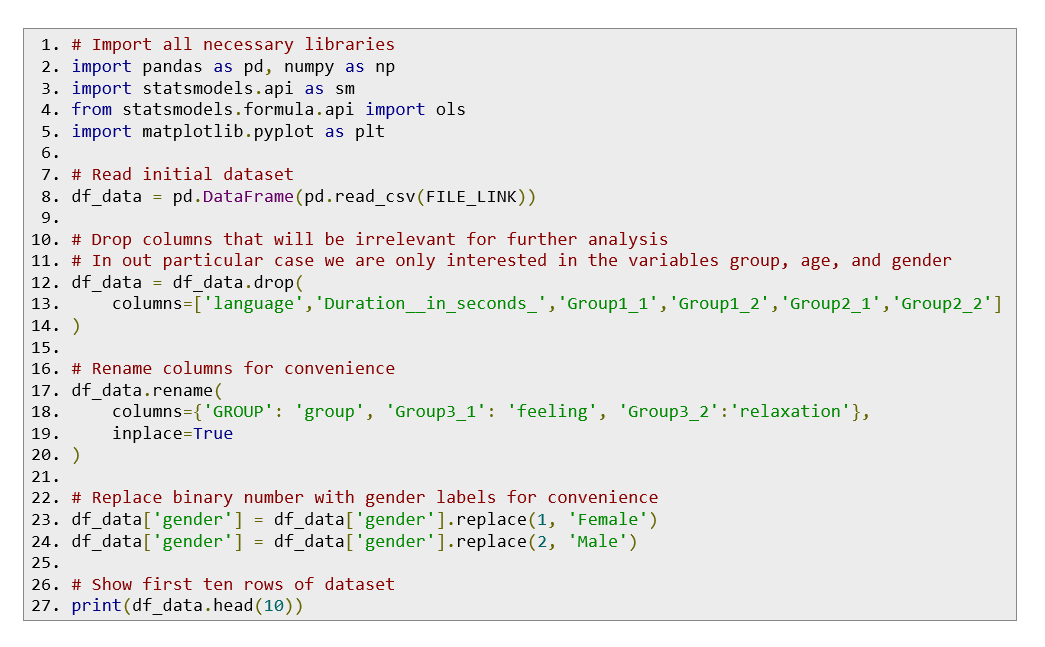 1. # Import all necessary libraries
2. import pandas as pd, numpy as np
3. import statsmodels.api as sm
4. from statsmodels.formula.api import ols
5. import matplotlib.pyplot as plt
6.
7. # Read initial dataset
8. df_data = pd.DataFrame(pd.read_csv(FILE_LINK))
9.
10. # Drop columns that will be irrelevant for further analysis
11. # In out particular case we are only interested in the variables group, age, and gender
12. df_data = df_data.drop(
13.     columns=['language','Duration__in_seconds_','Group1_1','Group1_2','Group2_1','Group2_2']
14. )
15.
16. # Rename columns for convenience
17. df_data.rename(
18.     columns={'GROUP': 'group', 'Group3_1': 'feeling', 'Group3_2':'relaxation'},
19.     inplace=True
20. )
21.
22. # Replace binary number with gender labels for convenience
23. df_data['gender'] = df_data['gender'].replace(1, 'Female')
24. df_data['gender'] = df_data['gender'].replace(2, 'Male')
25.
26. # Show first ten rows of dataset
27. print(df_data.head(10))